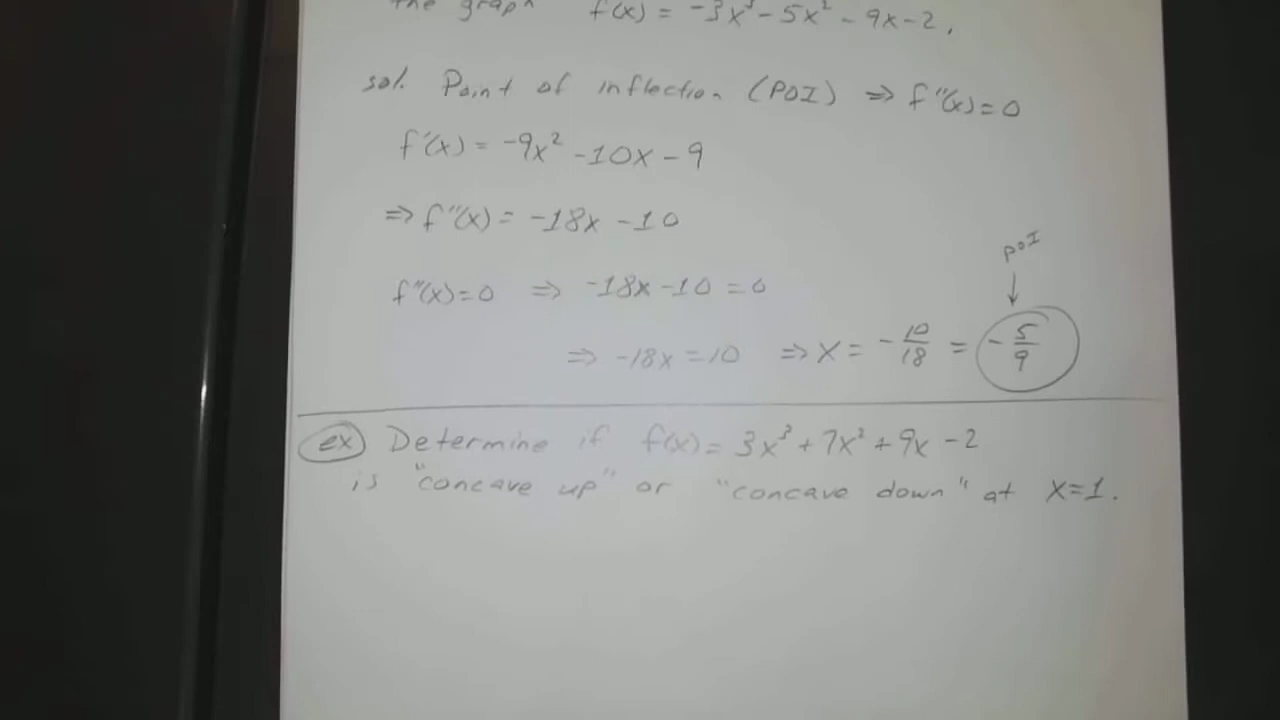 the graph f(x) = -3x³ - 5x² - 9x - 2,
sol. Point of inflection (POI) ⇒ f''(x) = 0
f'(x) = -9x² - 10x - 9
⇒ f''(x) = -18x - 10
POI
f''(x) = 0 ⇒ -18x - 10 = 0
⇒ -18x = 10 ⇒ x = -10/18 = -5/9
ex Determine if f(x) = 3x³ + 7x² + 9x - 2
is "concave up" or "concave down" at x=1.